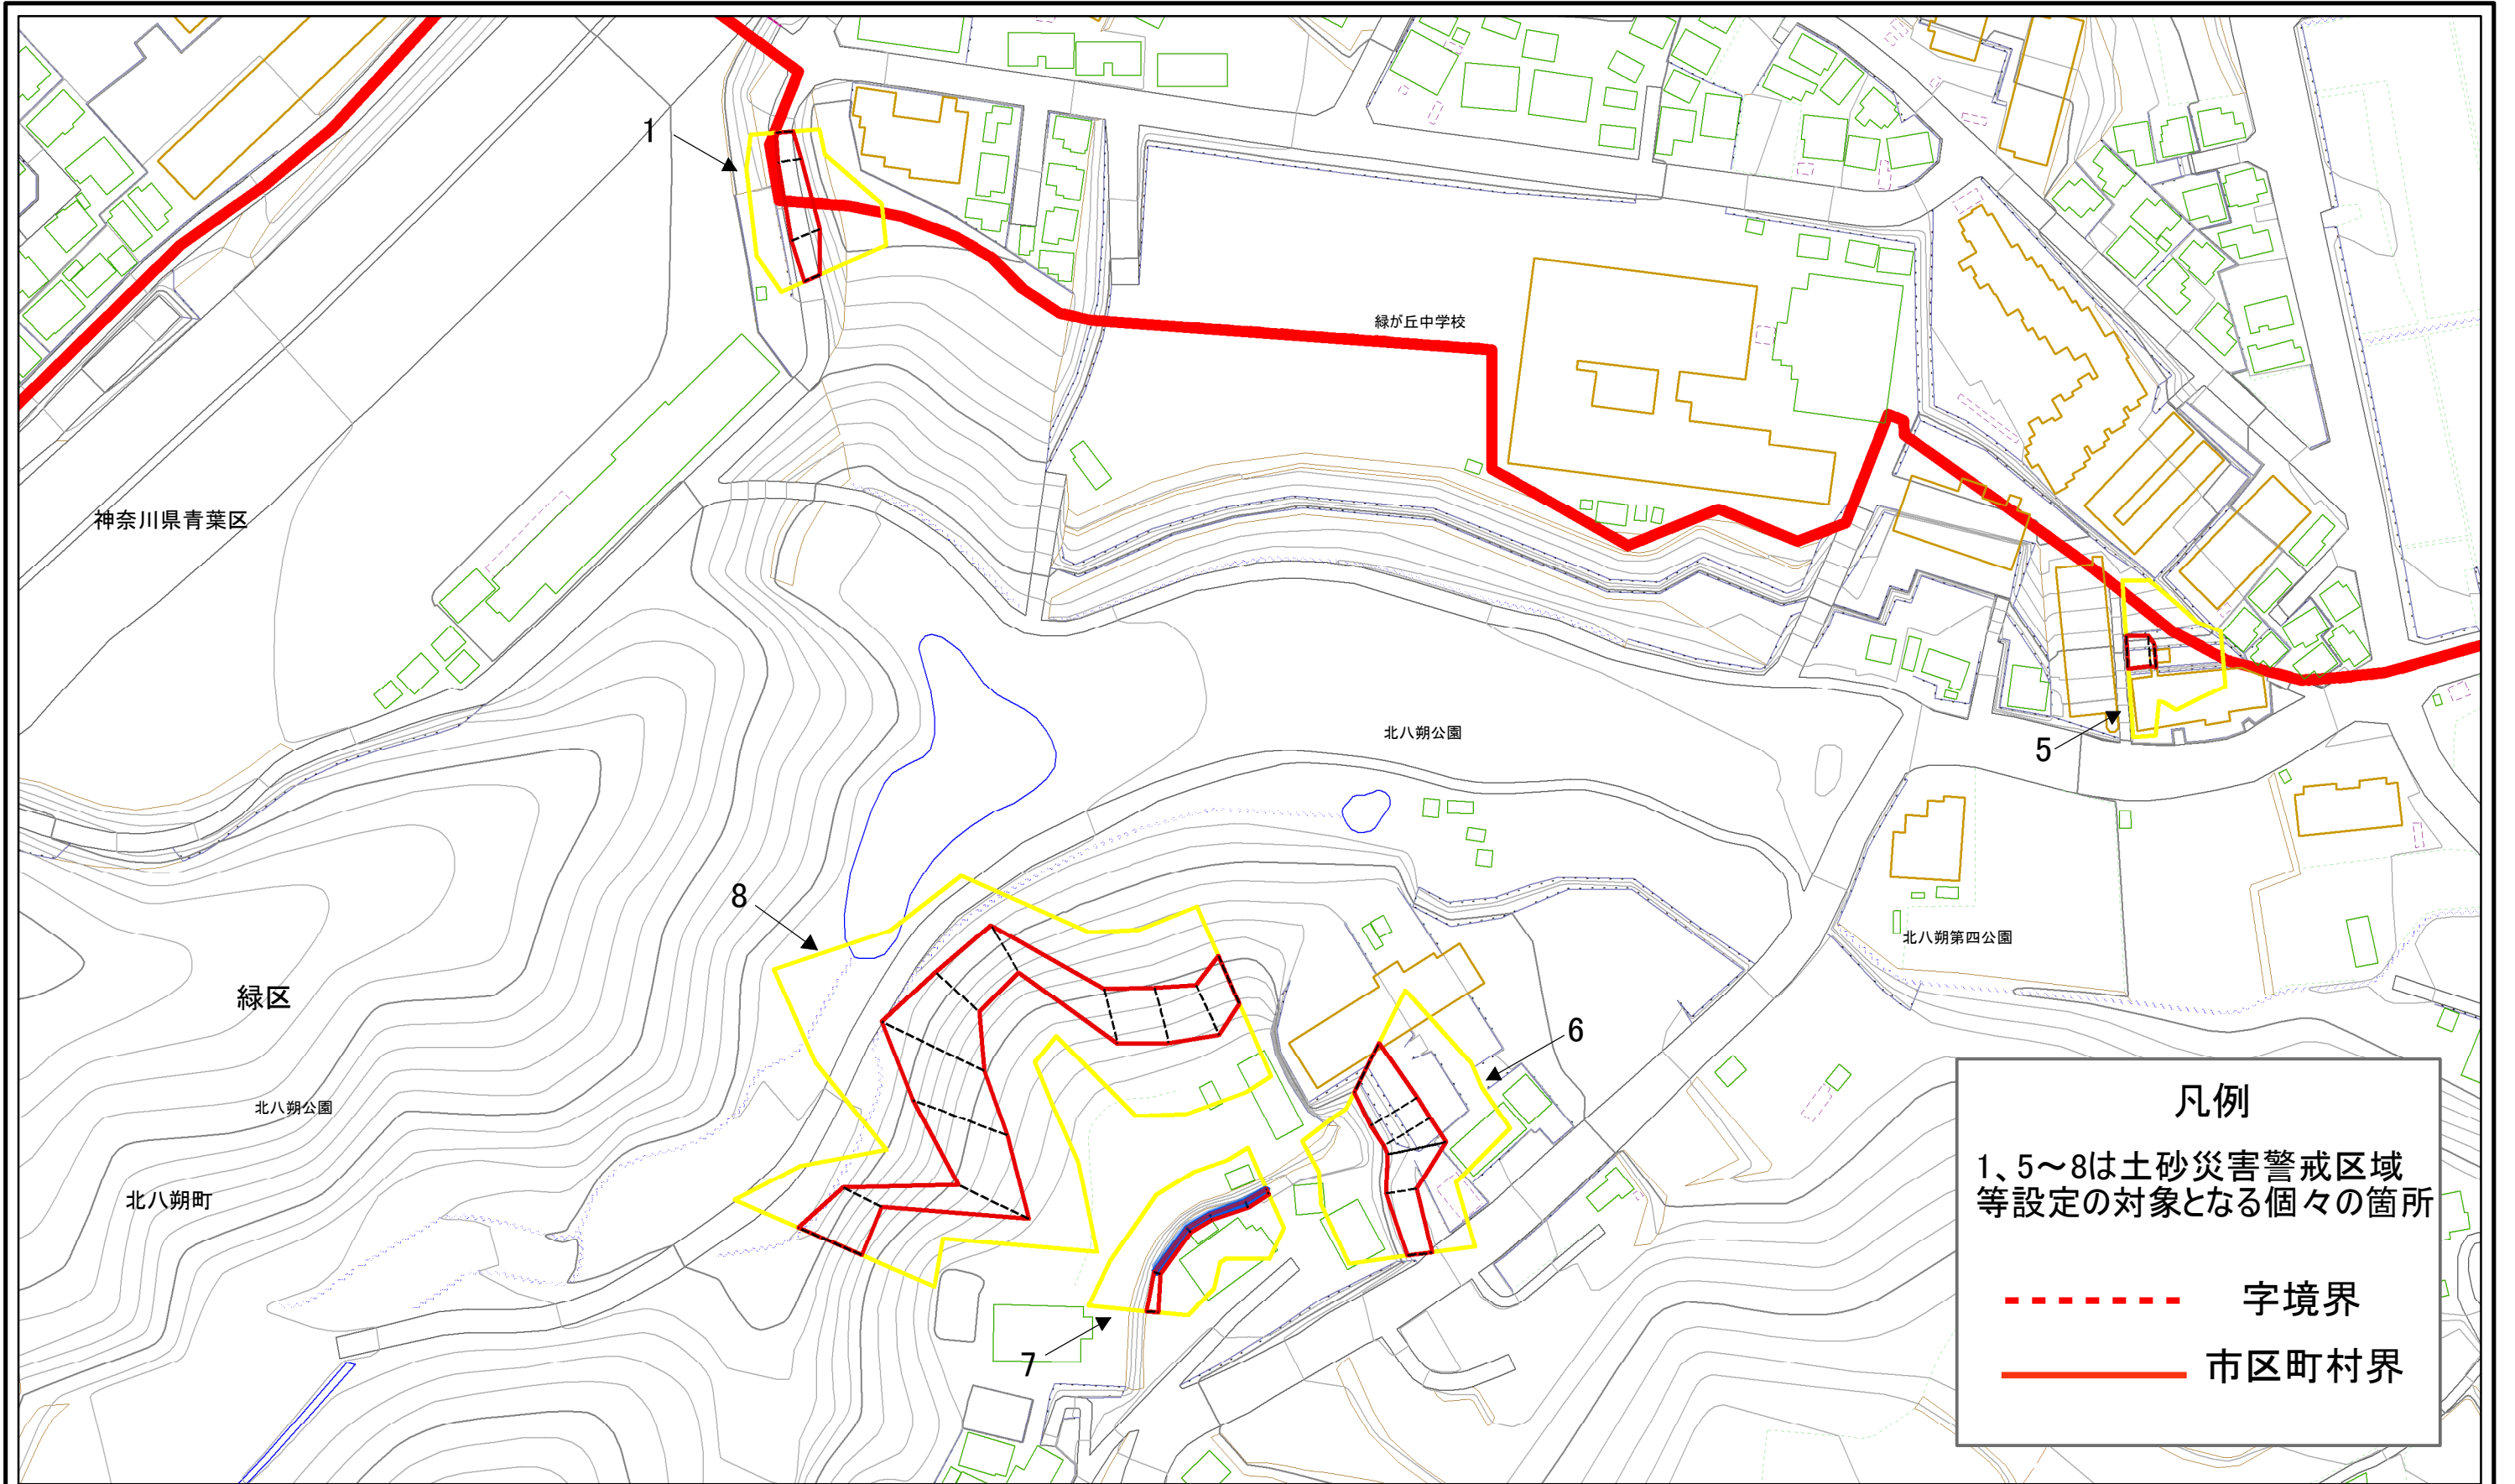 1
緑が丘中学校
神奈川県青葉区
北八朔公園
5
8
北八朔第四公園
緑区
6
北八朔公園
北八朔町
7
凡例
1、5～8は土砂災害警戒区域
等設定の対象となる個々の箇所
字境界
市区町村界